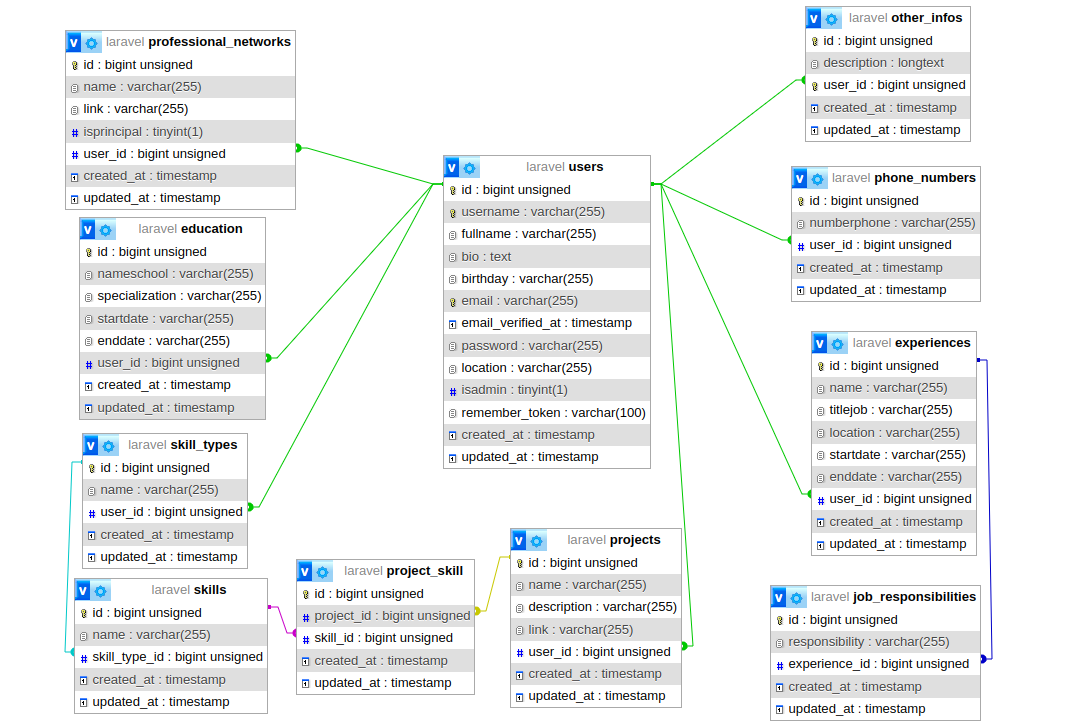 laravel professional_networks
id : bigint unsigned
name : varchar(255)
link : varchar(255)
isprincipal : tinyint(1)
user_id : bigint unsigned
created_at : timestamp
updated_at : timestamp
laravel education
id : bigint unsigned
nameschool : varchar(255)
specialization : varchar(255)
startdate : varchar(255)
enddate : varchar(255)
user_id : bigint unsigned
created_at : timestamp
updated_at : timestamp
laravel skill_types
id : bigint unsigned
name : varchar(255)
user_id : bigint unsigned
created_at : timestamp
updated_at : timestamp
laravel skills
id : bigint unsigned
name : varchar(255)
skill_type_id : bigint unsigned
created_at : timestamp
updated_at : timestamp
laravel project_skill
id : bigint unsigned
project_id : bigint unsigned
skill_id : bigint unsigned
created_at : timestamp
updated_at : timestamp
laravel users
id : bigint unsigned
username : varchar(255)
fullname : varchar(255)
bio : text
birthday : varchar(255)
email : varchar(255)
email_verified_at : timestamp
password : varchar(255)
location : varchar(255)
isadmin : tinyint(1)
remember_token : varchar(100)
created_at : timestamp
updated_at : timestamp
laravel projects
id : bigint unsigned
name : varchar(255)
description : varchar(255)
link : varchar(255)
user_id : bigint unsigned
created_at : timestamp
updated_at : timestamp
laravel other_infos
id : bigint unsigned
description : longtext
user_id : bigint unsigned
created_at : timestamp
updated_at : timestamp
laravel phone_numbers
id : bigint unsigned
numberphone : varchar(255)
user_id : bigint unsigned
created_at : timestamp
updated_at : timestamp
laravel experiences
id : bigint unsigned
name : varchar(255)
titlejob : varchar(255)
location : varchar(255)
startdate : varchar(255)
enddate : varchar(255)
user_id : bigint unsigned
created_at : timestamp
updated_at : timestamp
laravel job_responsibilities
id : bigint unsigned
responsibility : varchar(255)
experience_id : bigint unsigned
created_at : timestamp
updated_at : timestamp